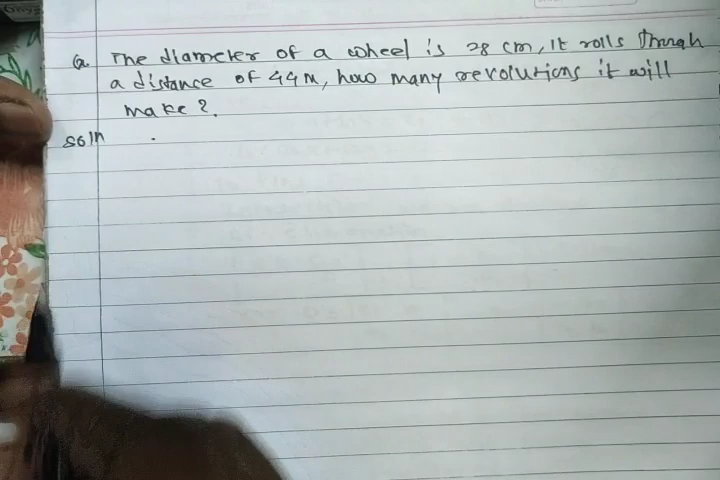 Q The diameter of a wheel is 28 cm, It rolls through
a distance of 44m, how many revolutions it will
make?.
Soln